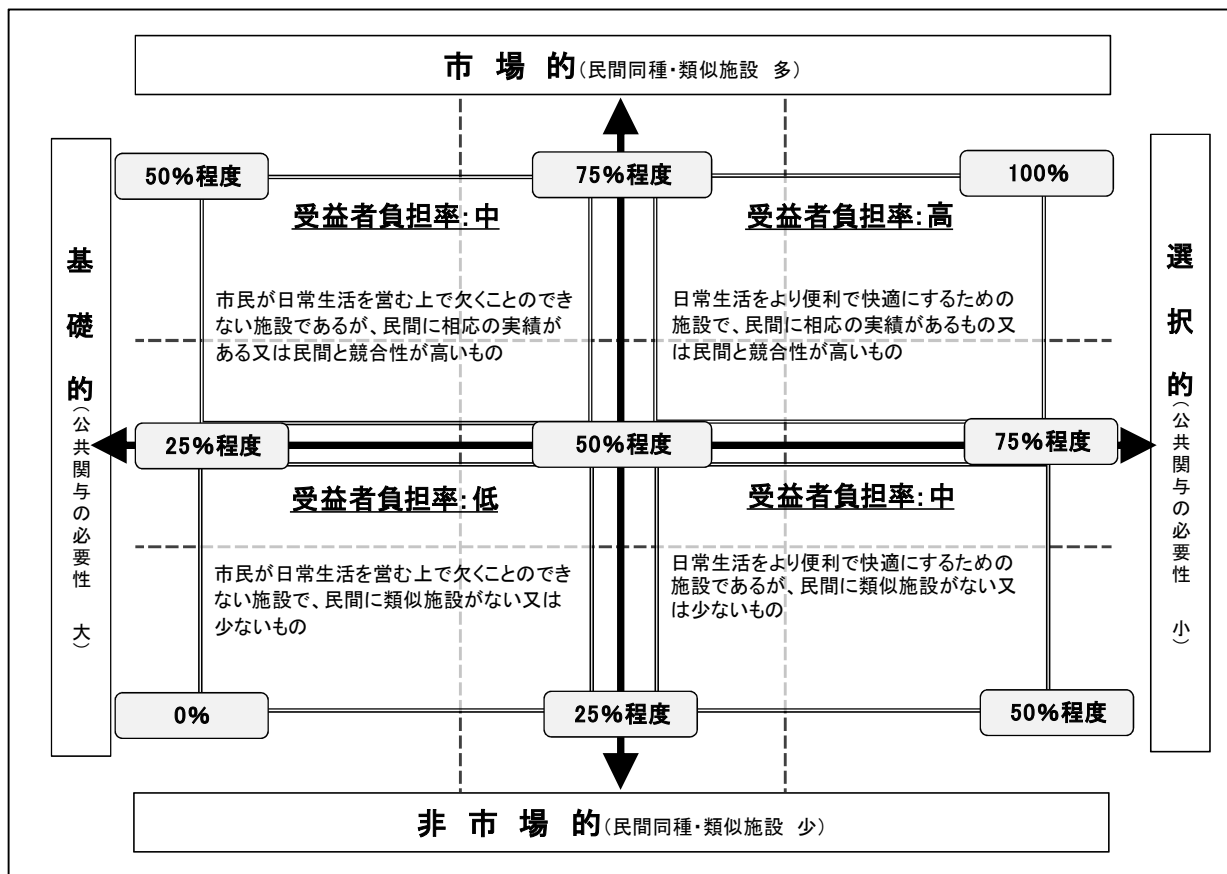 市 場 的(民間同種・類似施設 多)
50%程度
75%程度
100%
受益者負担率:中
受益者負担率:高
基礎的(公共関与の必要性 大)
選択的(公共関与の必要性 小)
市民が日常生活を営む上で欠くことのでき
ない施設であるが、民間に相応の実績が
ある又は民間と競合性が高いもの
日常生活をより便利で快適にするための
施設で、民間に相応の実績があるもの又
は民間と競合性が高いもの
25%程度
50%程度
75%程度
受益者負担率:低
受益者負担率:中
市民が日常生活を営む上で欠くことのでき
ない施設で、民間に類似施設がない又は
少ないもの
日常生活をより便利で快適にするための
施設であるが、民間に類似施設がない又
は少ないもの
0%
25%程度
50%程度
非 市 場 的(民間同種・類似施設 少)